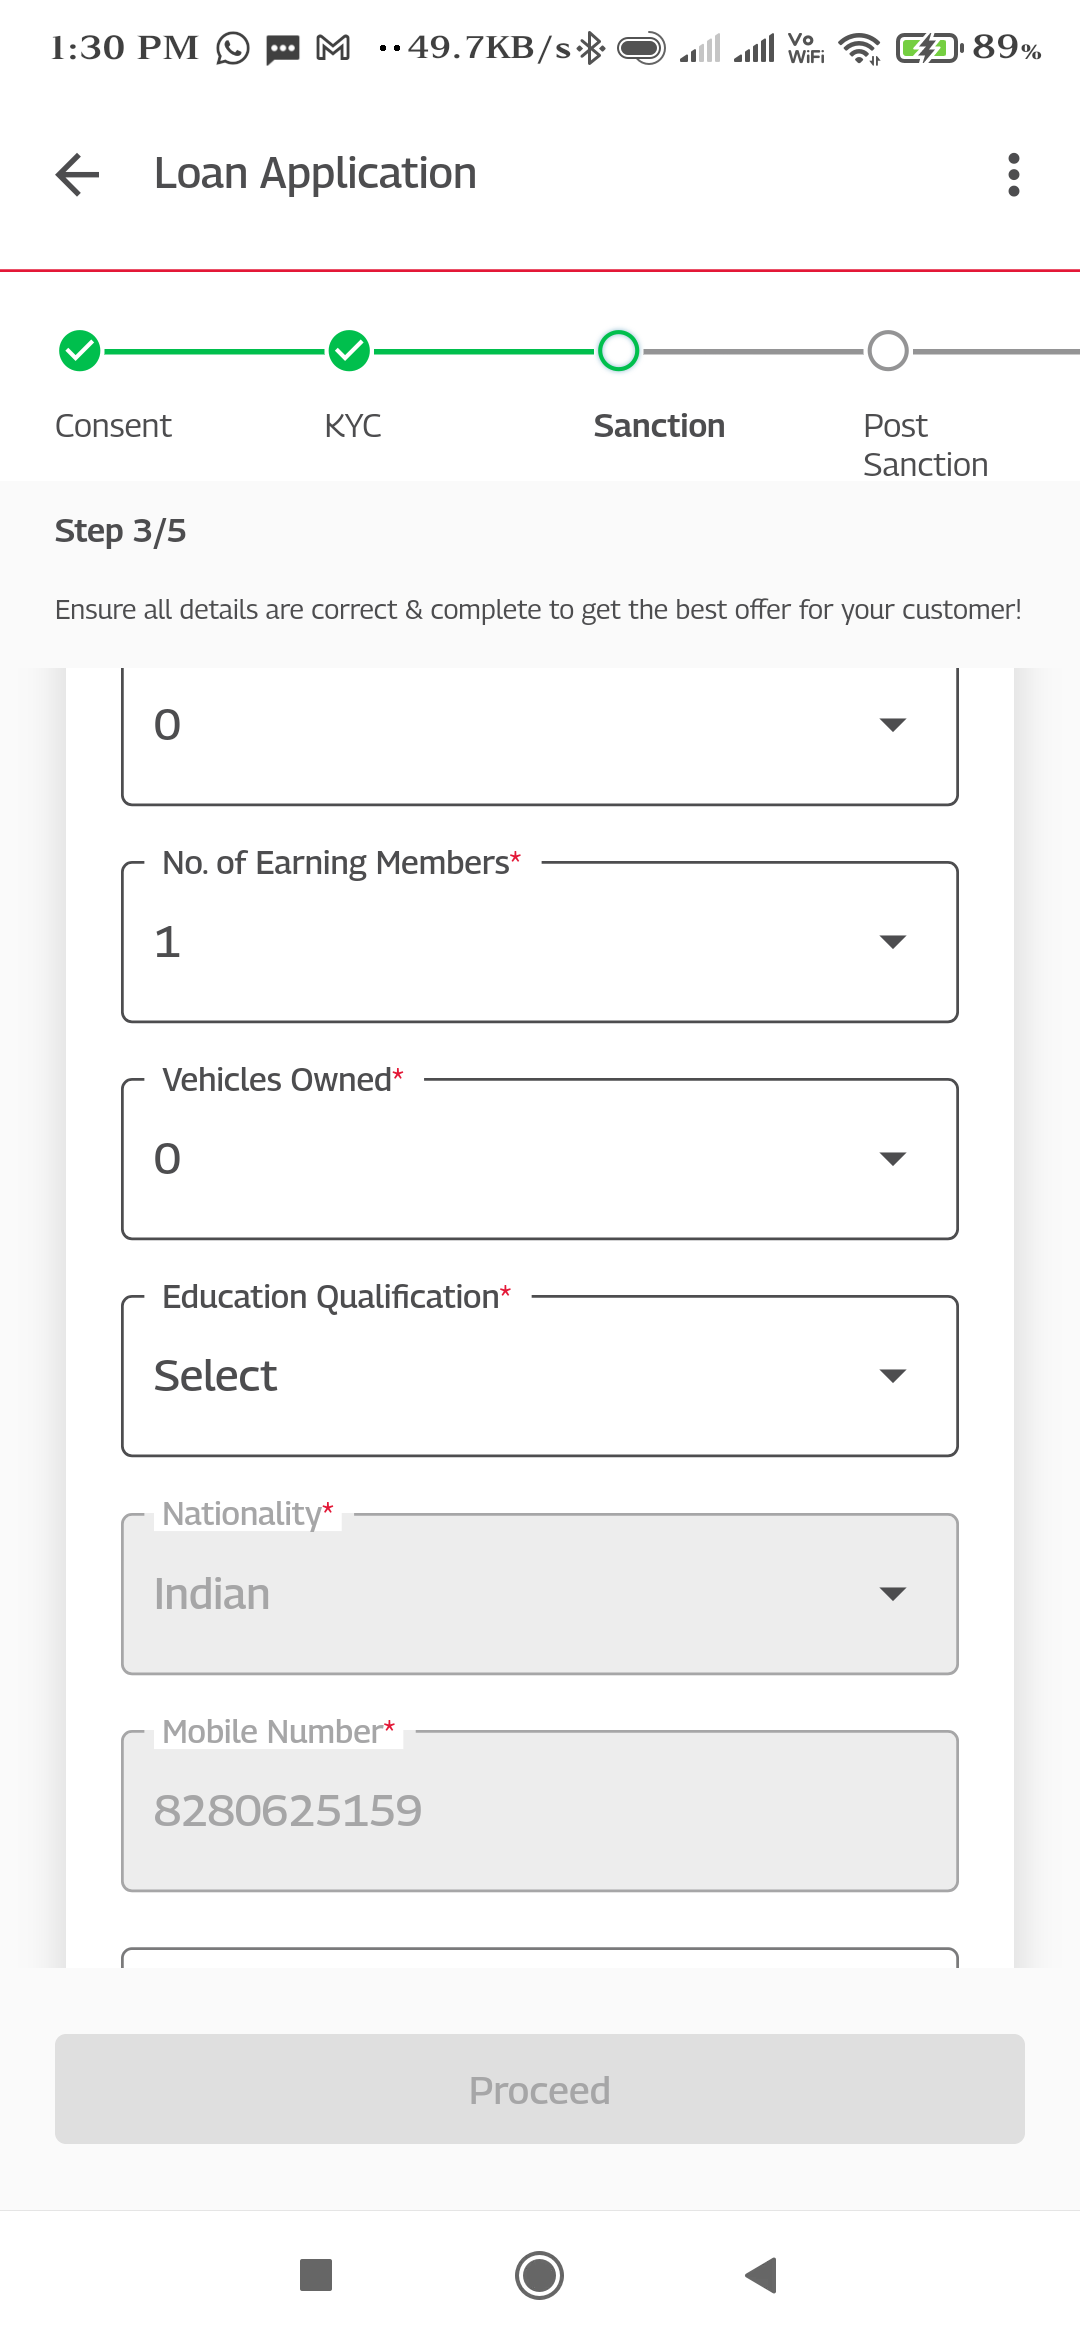 1:30 PM ··49.7KB/s Vo WiFi 89%
Loan Application
Consent KYC Sanction Post Sanction
Step 3/5
Ensure all details are correct & complete to get the best offer for your customer!
0
No. of Earning Members*
1
Vehicles Owned*
0
Education Qualification*
Select
Nationality*
Indian
Mobile Number*
8280625159
Proceed